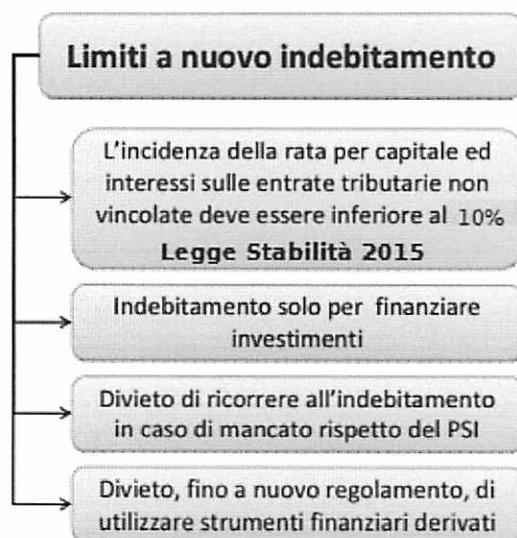 Limiti a nuovo indebitamento
L'incidenza della rata per capitale ed
interessi sulle entrate tributarie non
vincolate deve essere inferiore al 10%
Legge Stabilità 2015
Indebitamento solo per finanziare
investimenti
Divieto di ricorrere all'indebitamento
in caso di mancato rispetto del PSI
Divieto, fino a nuovo regolamento, di
utilizzare strumenti finanziari derivati